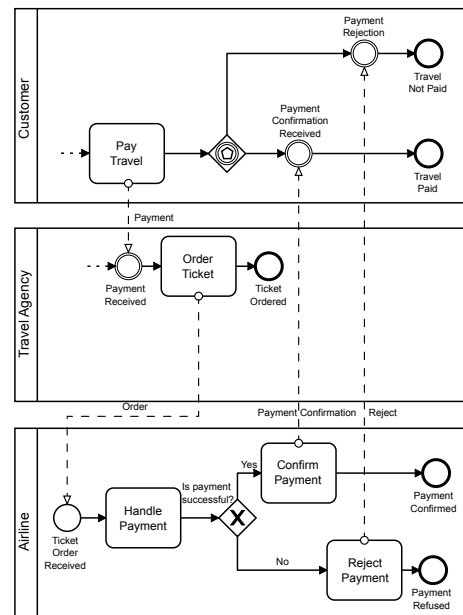 Customer
Payment
Rejection
Travel
Not Paid
Payment
Confirmation
Received
Pay
Travel
Travel
Paid
Payment
Travel Agency
Order
Ticket
Payment
Received
Ticket
Ordered
Order
Payment Confirmation
Reject
Airline
Is payment
successful?
Yes
Confirm
Payment
Payment
Confirmed
Handle
Payment
X
Ticket
Order
Received
No
Reject
Payment
Payment
Refused